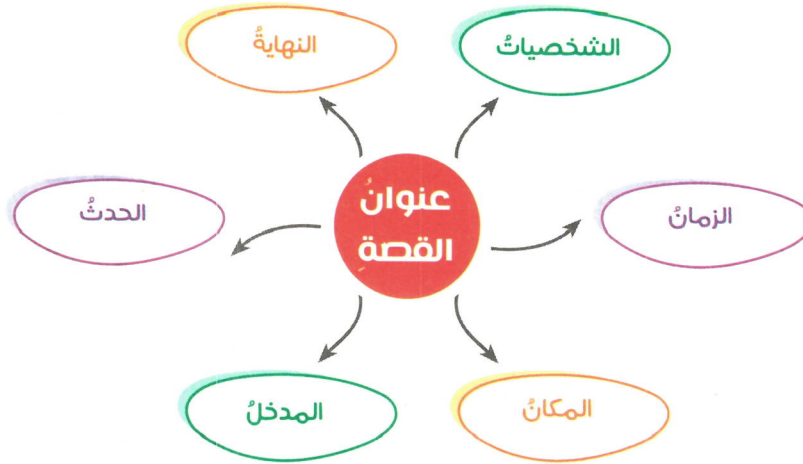 الشخصياتُ
النهايةُ
عنوانُ
القصةِ
الزمانُ
الحدثُ
المكانُ
المدخلُ